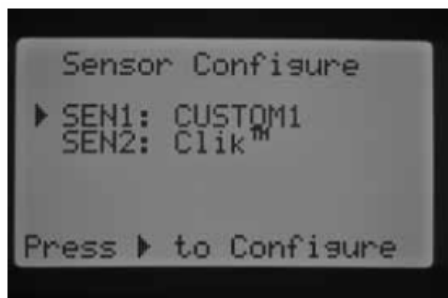 Sensor Configure
▶ SEN1: CUSTOM1
SEN2: Clik™
Press ▶ to Configure